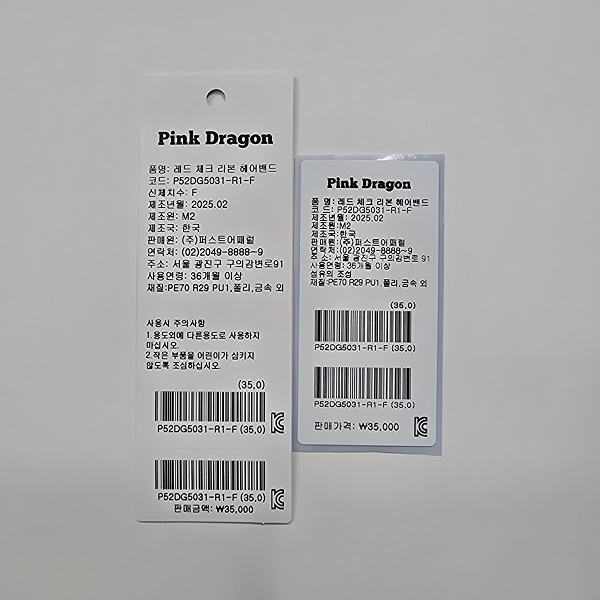 Pink Dragon
품명: 레드 체크 리본 헤어밴드
코드: P52DG5031-R1-F
신체치수: F
제조년월: 2025.02
제조원: M2
제조국: 한국
판매원: (주)퍼스트어패럴
연락처: (02)2049-8888~9
주소: 서울 광진구 구의강변로91
사용연령: 36개월 이상
재질:PE70 R29 PU1,폴리,금속 외
사용시 주의사항
1.용도외에 다른용도로 사용하지
마십시오.
2.작은 부품을 어린이가 삼키지
않도록 조심하십시오.
(35.0)
P52DG5031-R1-F (35.0)
P52DG5031-R1-F (35.0)
판매금액: ₩35,000
Pink Dragon
품 명: 레드 체크 리본 헤어밴드
코 드: P52DG5031-R1-F
제조년월: 2025.02
제조원:M2
제조국:한국
판매원:(주)퍼스트어패럴
연락처:(02)2049-8888~9
주 소: 서울 광진구 구의강변로 91
사용연령:36개월 이상
섬유의 조성
재질:PE70 R29 PU1,폴리,금속 외
(35.0)
P52DG5031-R1-F (35.0)
P52DG5031-R1-F (35.0)
판매가격: ₩35,000